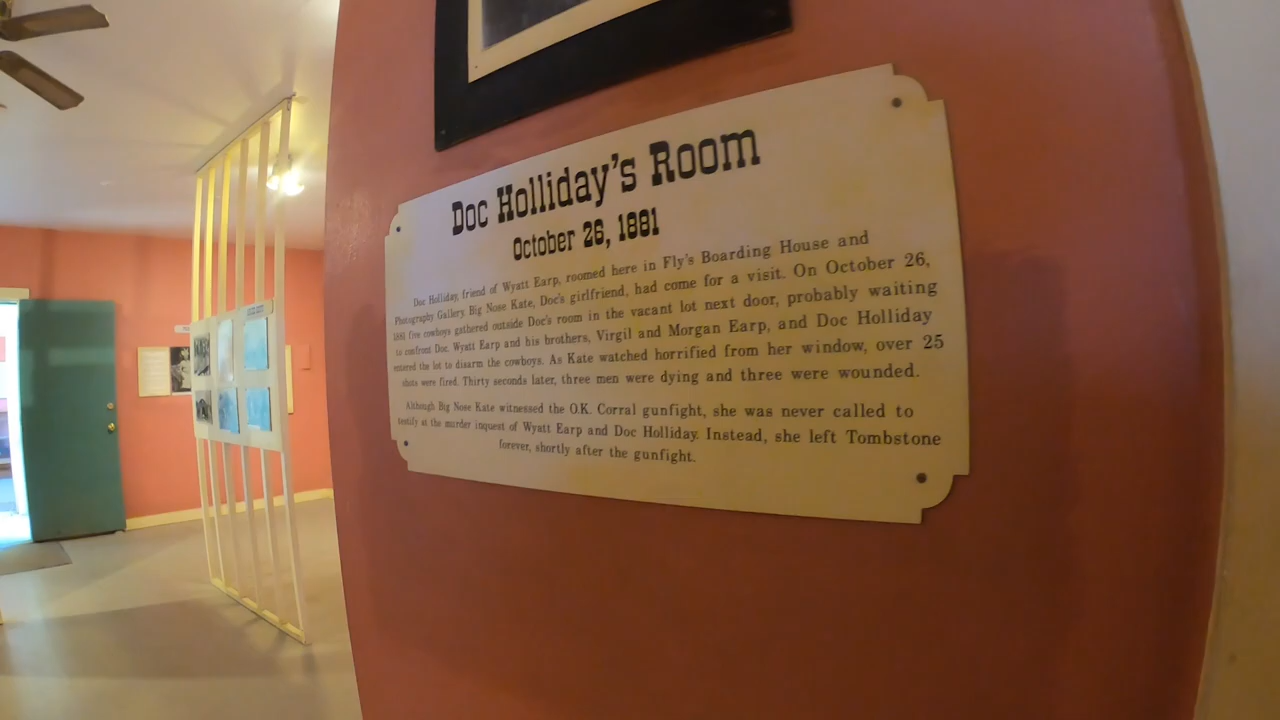 Doc Holliday's Room
October 26, 1881
Doc Holliday, friend of Wyatt Earp, roomed here in Fly's Boarding House and
Photography Gallery. Big Nose Kate, Doc's girlfriend, had come for a visit. On October 26,
1881 five cowboys gathered outside Doc's room in the vacant lot next door, probably waiting
to confront Doc. Wyatt Earp and his brothers, Virgil and Morgan Earp, and Doc Holliday
entered the lot to disarm the cowboys. As Kate watched horrified from her window, over 25
shots were fired. Thirty seconds later, three men were dying and three were wounded.
Although Big Nose Kate witnessed the O.K. Corral gunfight, she was never called to
testify at the murder inquest of Wyatt Earp and Doc Holliday. Instead, she left Tombstone
forever, shortly after the gunfight.